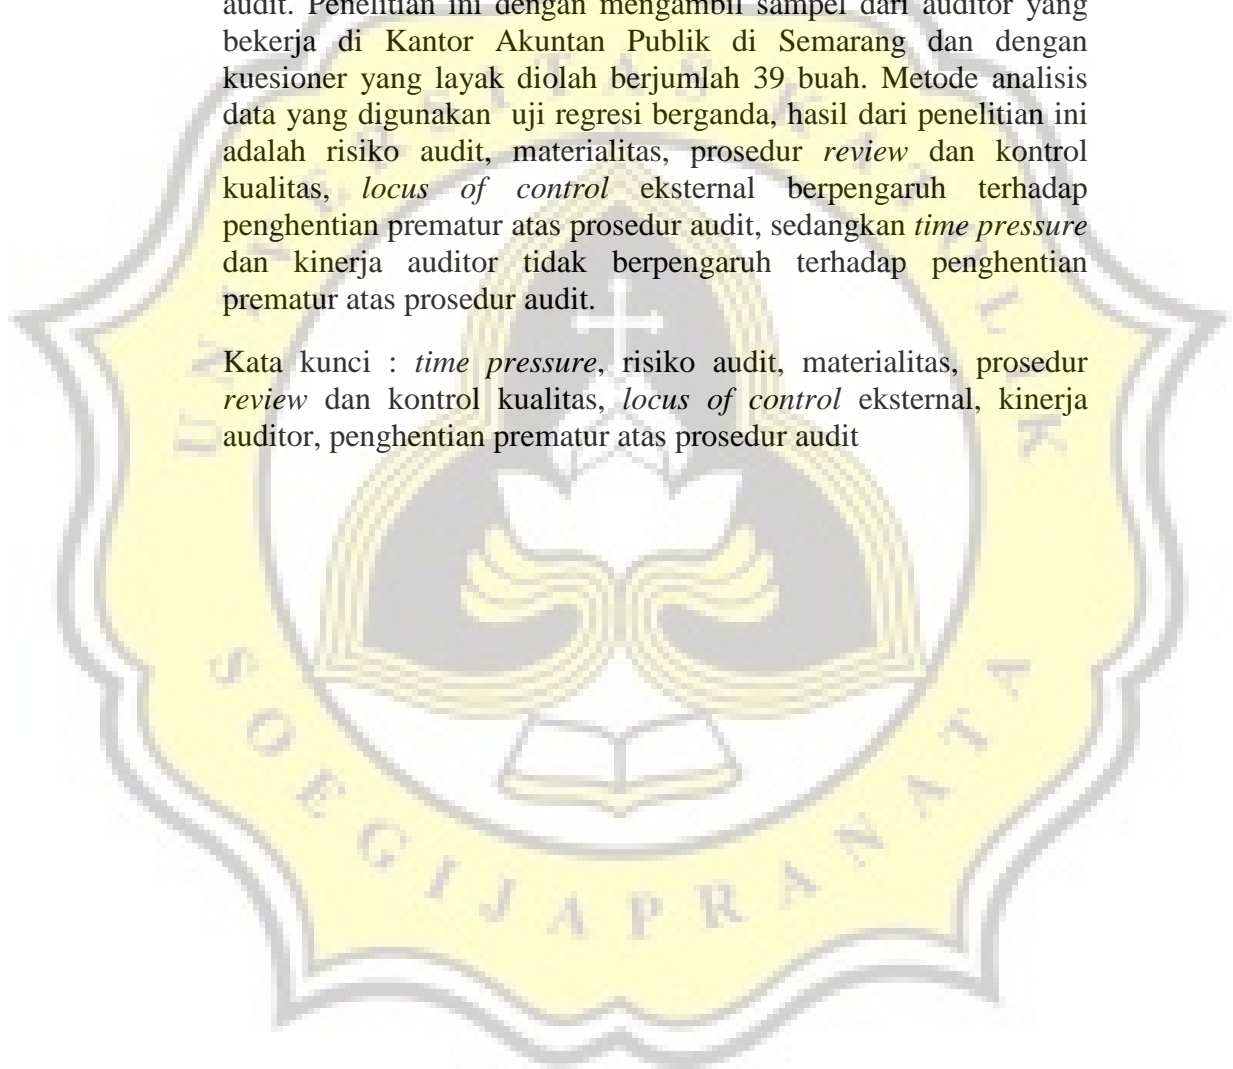 audit. Penelitian ini dengan mengambil sampel dari auditor yang
bekerja di Kantor Akuntan Publik di Semarang dan dengan
kuesioner yang layak diolah berjumlah 39 buah. Metode analisis
data yang digunakan uji regresi berganda, hasil dari penelitian ini
adalah risiko audit, materialitas, prosedur review dan kontrol
kualitas, locus of control eksternal berpengaruh terhadap
penghentian prematur atas prosedur audit, sedangkan time pressure
dan kinerja auditor tidak berpengaruh terhadap penghentian
prematur atas prosedur audit.
Kata kunci : time pressure, risiko audit, materialitas, prosedur
review dan kontrol kualitas, locus of control eksternal, kinerja
auditor, penghentian prematur atas prosedur audit
UNIVERSITAS KATOLIK
SOEGIJAPRANATA